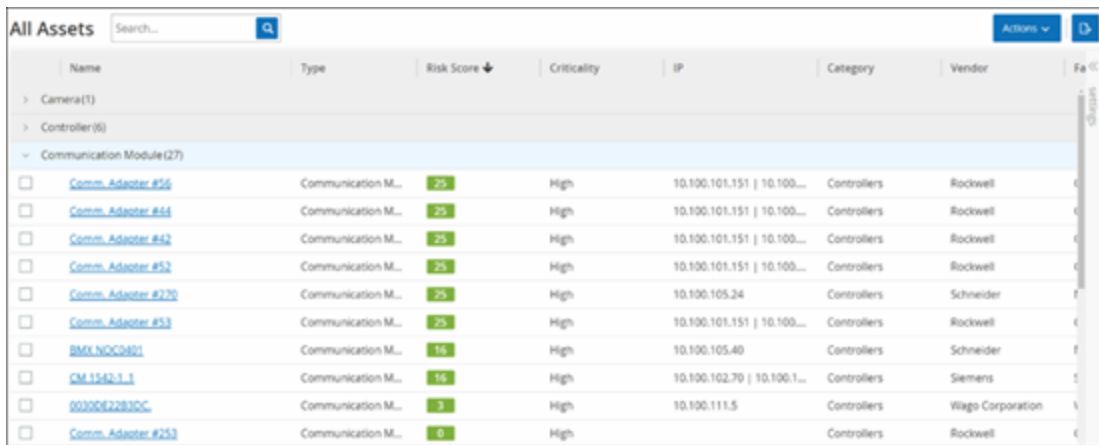 All Assets Search... Actions
Name Type Risk Score Criticality IP Category Vendor Fa
settings
Camera(1)
Controller(6)
Communication Module(27)
Comm. Adapter #56 Communication M... 25 High 10.100.101.151 | 10.100.... Controllers Rockwell
Comm. Adapter #44 Communication M... 25 High 10.100.101.151 | 10.100.... Controllers Rockwell
Comm. Adapter #42 Communication M... 25 High 10.100.101.151 | 10.100.... Controllers Rockwell
Comm. Adapter #52 Communication M... 25 High 10.100.101.151 | 10.100.... Controllers Rockwell
Comm. Adapter #270 Communication M... 25 High 10.100.105.24 Controllers Schneider
Comm. Adapter #53 Communication M... 25 High 10.100.101.151 | 10.100.... Controllers Rockwell
BMX NOC0401 Communication M... 16 High 10.100.105.40 Controllers Schneider
CM 1542-1_1 Communication M... 16 High 10.100.102.70 | 10.100.1... Controllers Siemens
0030DE22B3DC. Communication M... 3 High 10.100.111.5 Controllers Wago Corporation
Comm. Adapter #253 Communication M... 0 High Controllers Rockwell